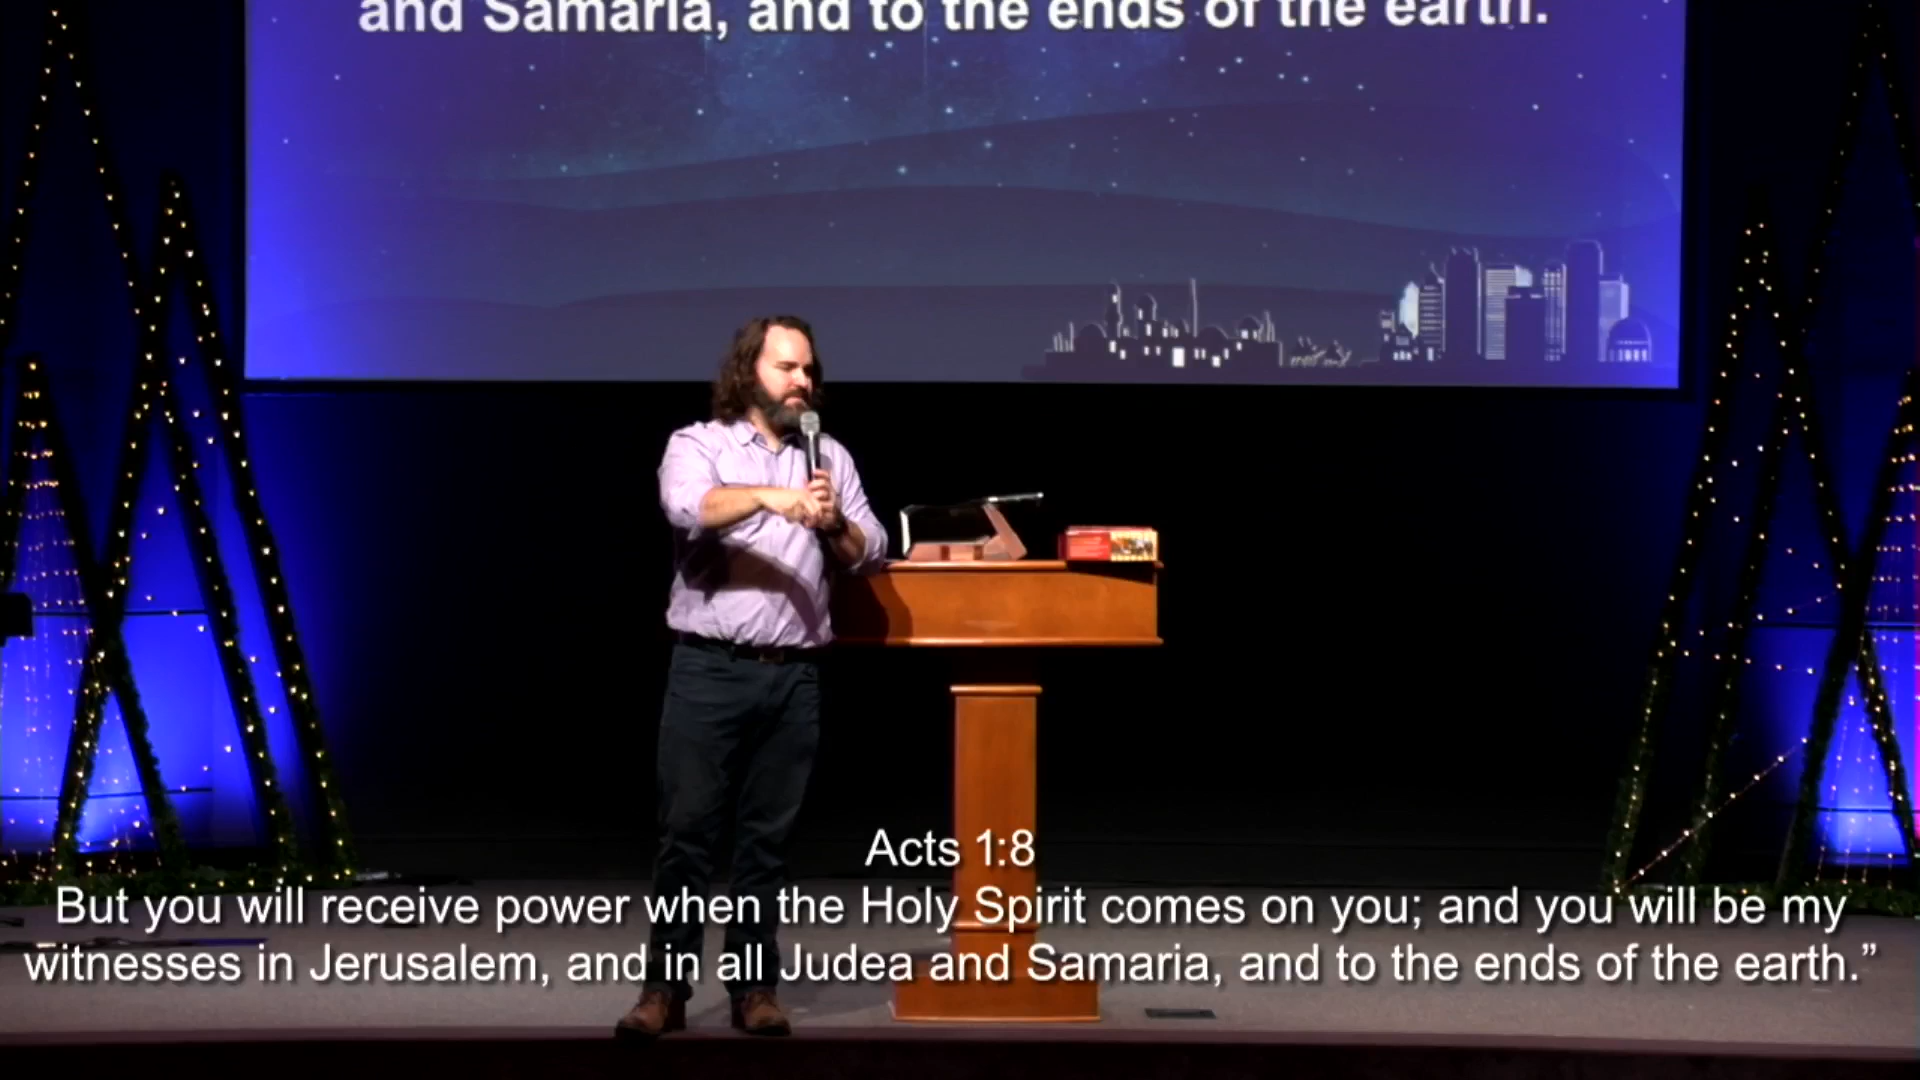 and Samaria, and to the ends of the earth.
Acts 1:8
But you will receive power when the Holy Spirit comes on you; and you will be my
witnesses in Jerusalem, and in all Judea and Samaria, and to the ends of the earth.”